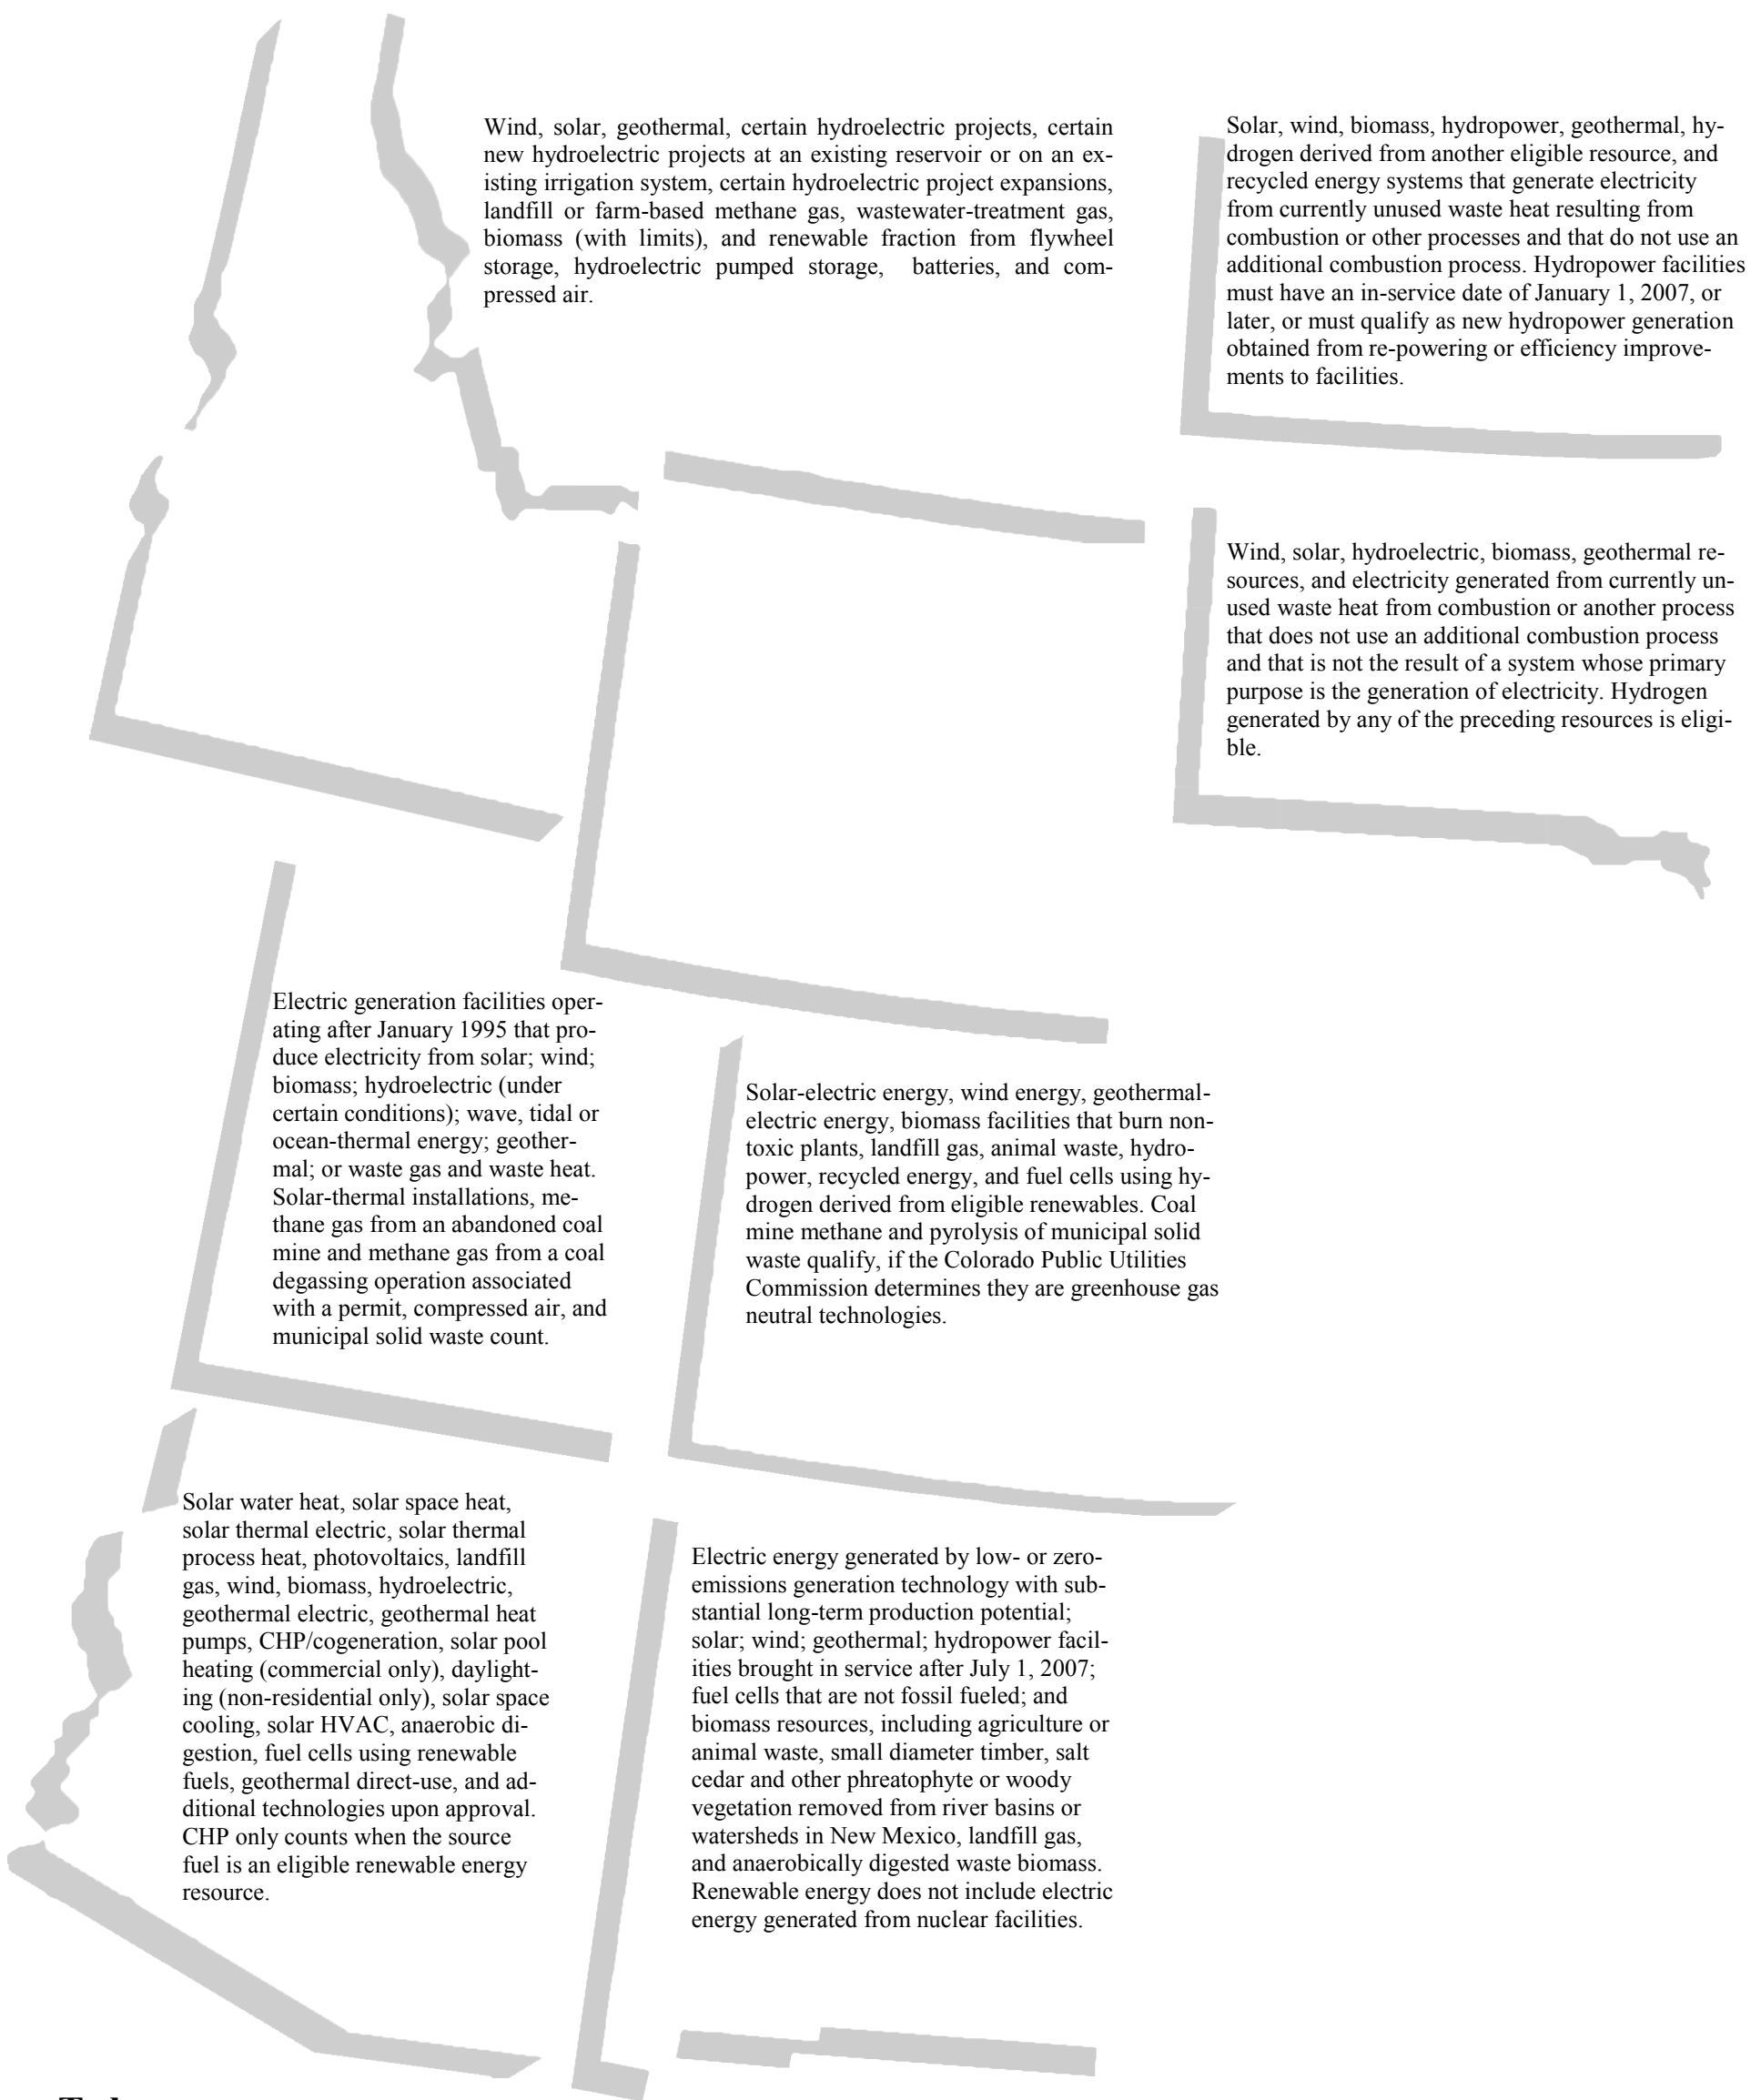 Wind, solar, geothermal, certain hydroelectric projects, certain
new hydroelectric projects at an existing reservoir or on an ex-
isting irrigation system, certain hydroelectric project expansions,
landfill or farm-based methane gas, wastewater-treatment gas,
biomass (with limits), and renewable fraction from flywheel
storage, hydroelectric pumped storage, batteries, and com-
pressed air.
Solar, wind, biomass, hydropower, geothermal, hy-
drogen derived from another eligible resource, and
recycled energy systems that generate electricity
from currently unused waste heat resulting from
combustion or other processes and that do not use an
additional combustion process. Hydropower facilities
must have an in-service date of January 1, 2007, or
later, or must qualify as new hydropower generation
obtained from re-powering or efficiency improve-
ments to facilities.
Wind, solar, hydroelectric, biomass, geothermal re-
sources, and electricity generated from currently un-
used waste heat from combustion or another process
that does not use an additional combustion process
and that is not the result of a system whose primary
purpose is the generation of electricity. Hydrogen
generated by any of the preceding resources is eligi-
ble.
Electric generation facilities oper-
ating after January 1995 that pro-
duce electricity from solar; wind;
biomass; hydroelectric (under
certain conditions); wave, tidal or
ocean-thermal energy; geother-
mal; or waste gas and waste heat.
Solar-thermal installations, me-
thane gas from an abandoned coal
mine and methane gas from a coal
degassing operation associated
with a permit, compressed air, and
municipal solid waste count.
Solar-electric energy, wind energy, geothermal-
electric energy, biomass facilities that burn non-
toxic plants, landfill gas, animal waste, hydro-
power, recycled energy, and fuel cells using hy-
drogen derived from eligible renewables. Coal
mine methane and pyrolysis of municipal solid
waste qualify, if the Colorado Public Utilities
Commission determines they are greenhouse gas
neutral technologies.
Solar water heat, solar space heat,
solar thermal electric, solar thermal
process heat, photovoltaics, landfill
gas, wind, biomass, hydroelectric,
geothermal electric, geothermal heat
pumps, CHP/cogeneration, solar pool
heating (commercial only), daylight-
ing (non-residential only), solar space
cooling, solar HVAC, anaerobic di-
gestion, fuel cells using renewable
fuels, geothermal direct-use, and ad-
ditional technologies upon approval.
CHP only counts when the source
fuel is an eligible renewable energy
resource.
Electric energy generated by low- or zero-
emissions generation technology with sub-
stantial long-term production potential;
solar; wind; geothermal; hydropower facil-
ities brought in service after July 1, 2007;
fuel cells that are not fossil fueled; and
biomass resources, including agriculture or
animal waste, small diameter timber, salt
cedar and other phreatophyte or woody
vegetation removed from river basins or
watersheds in New Mexico, landfill gas,
and anaerobically digested waste biomass.
Renewable energy does not include electric
energy generated from nuclear facilities.